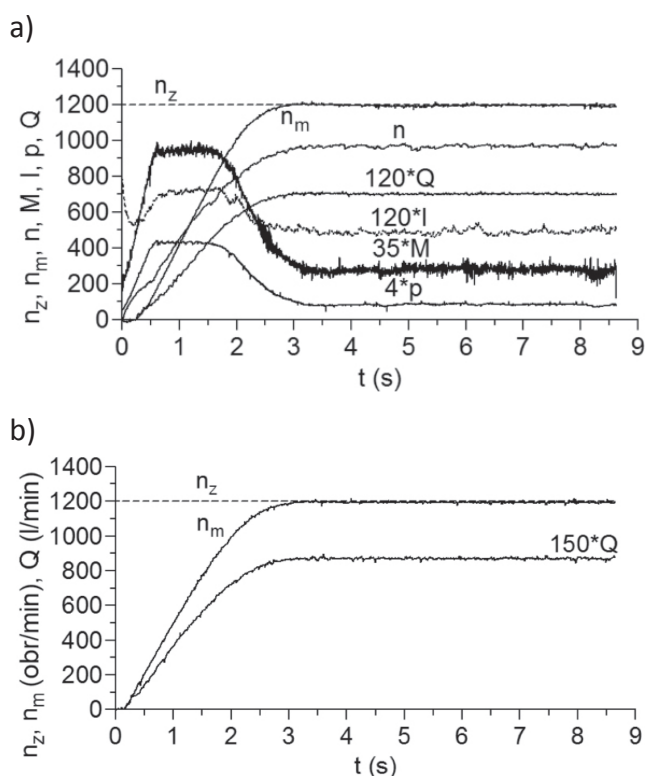 a)
1400
1200
1000
800
600
400
200
0
n_z, n_m, n, M, I, p, Q
n_z
n_m
n
120*Q
120*I
35*M
4*p
0 1 2 3 4 5 6 7 8 9
t (s)
b)
1400
1200
1000
800
600
400
200
0
n_z, n_m (obr/min), Q (l/min)
n_z
n_m
150*Q
0 1 2 3 4 5 6 7 8 9
t (s)